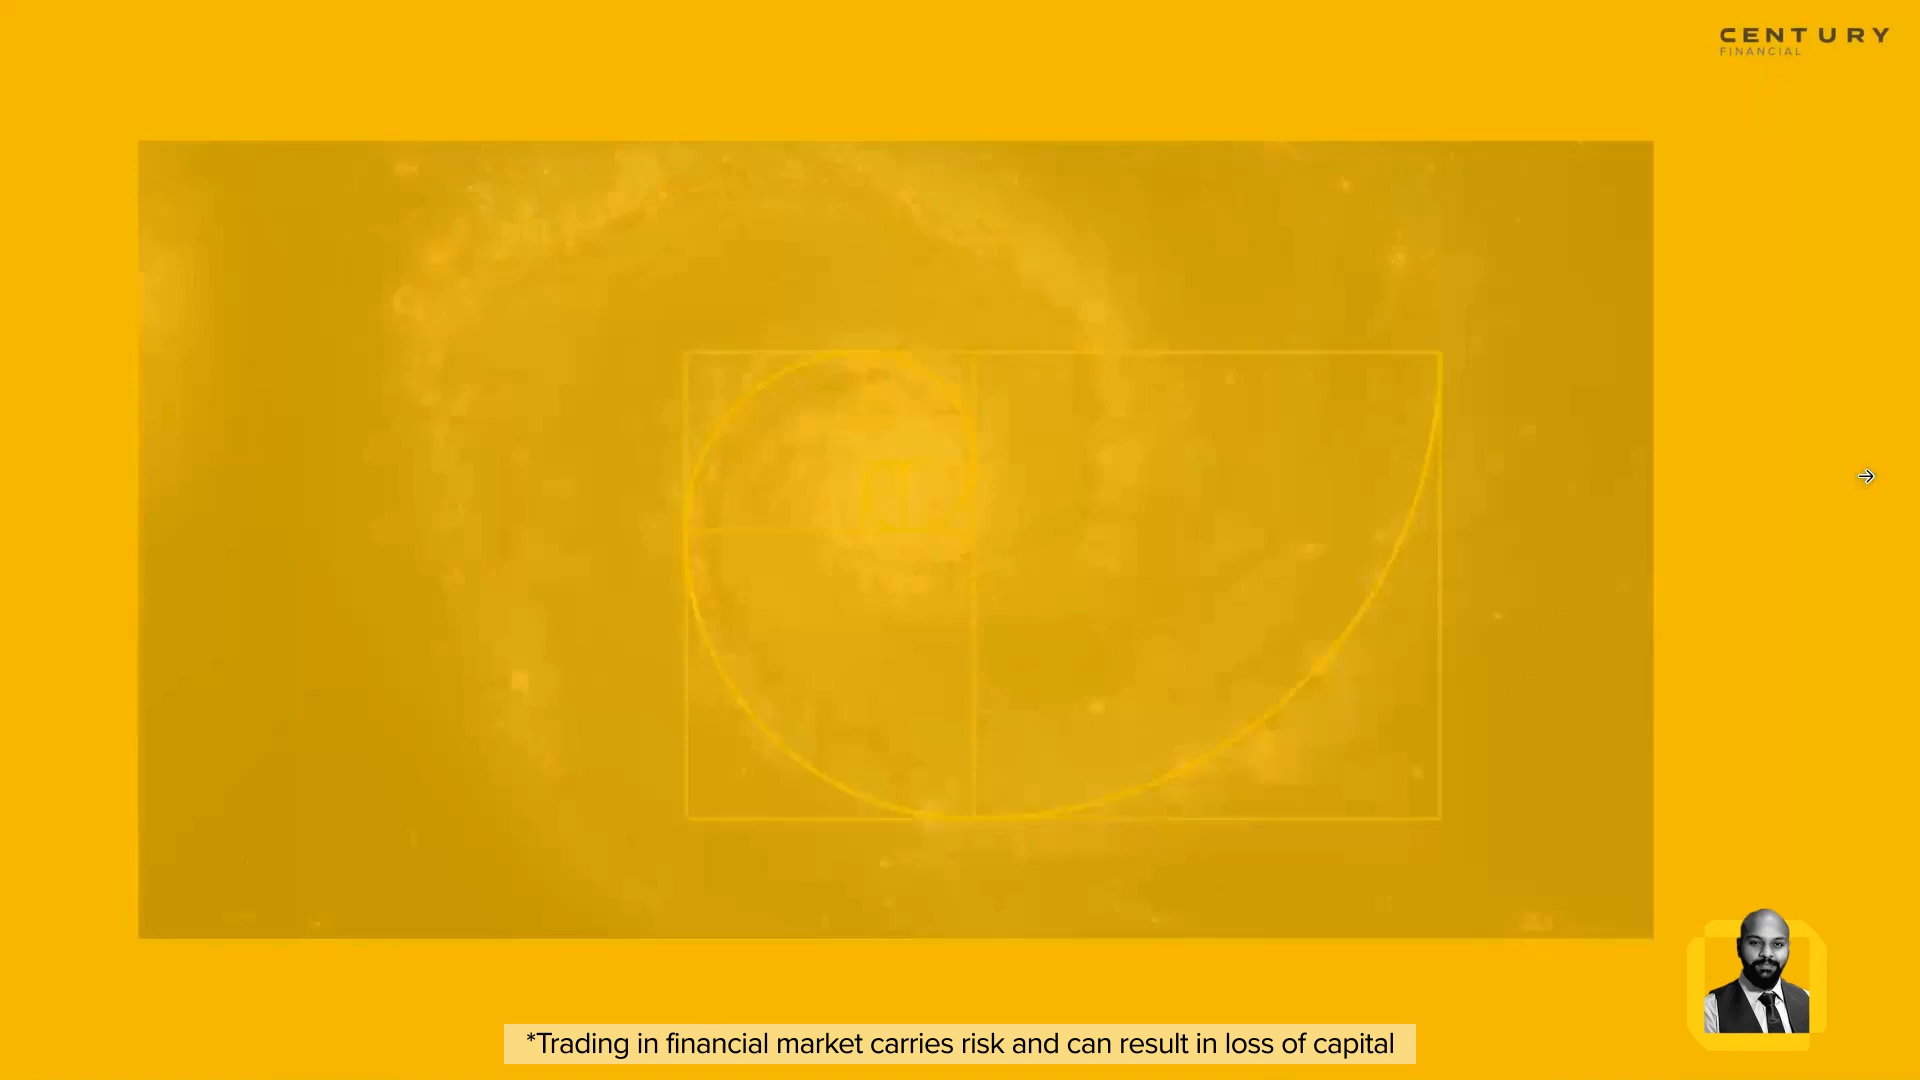 CENTURY
FINANCIAL
*Trading in financial market carries risk and can result in loss of capital